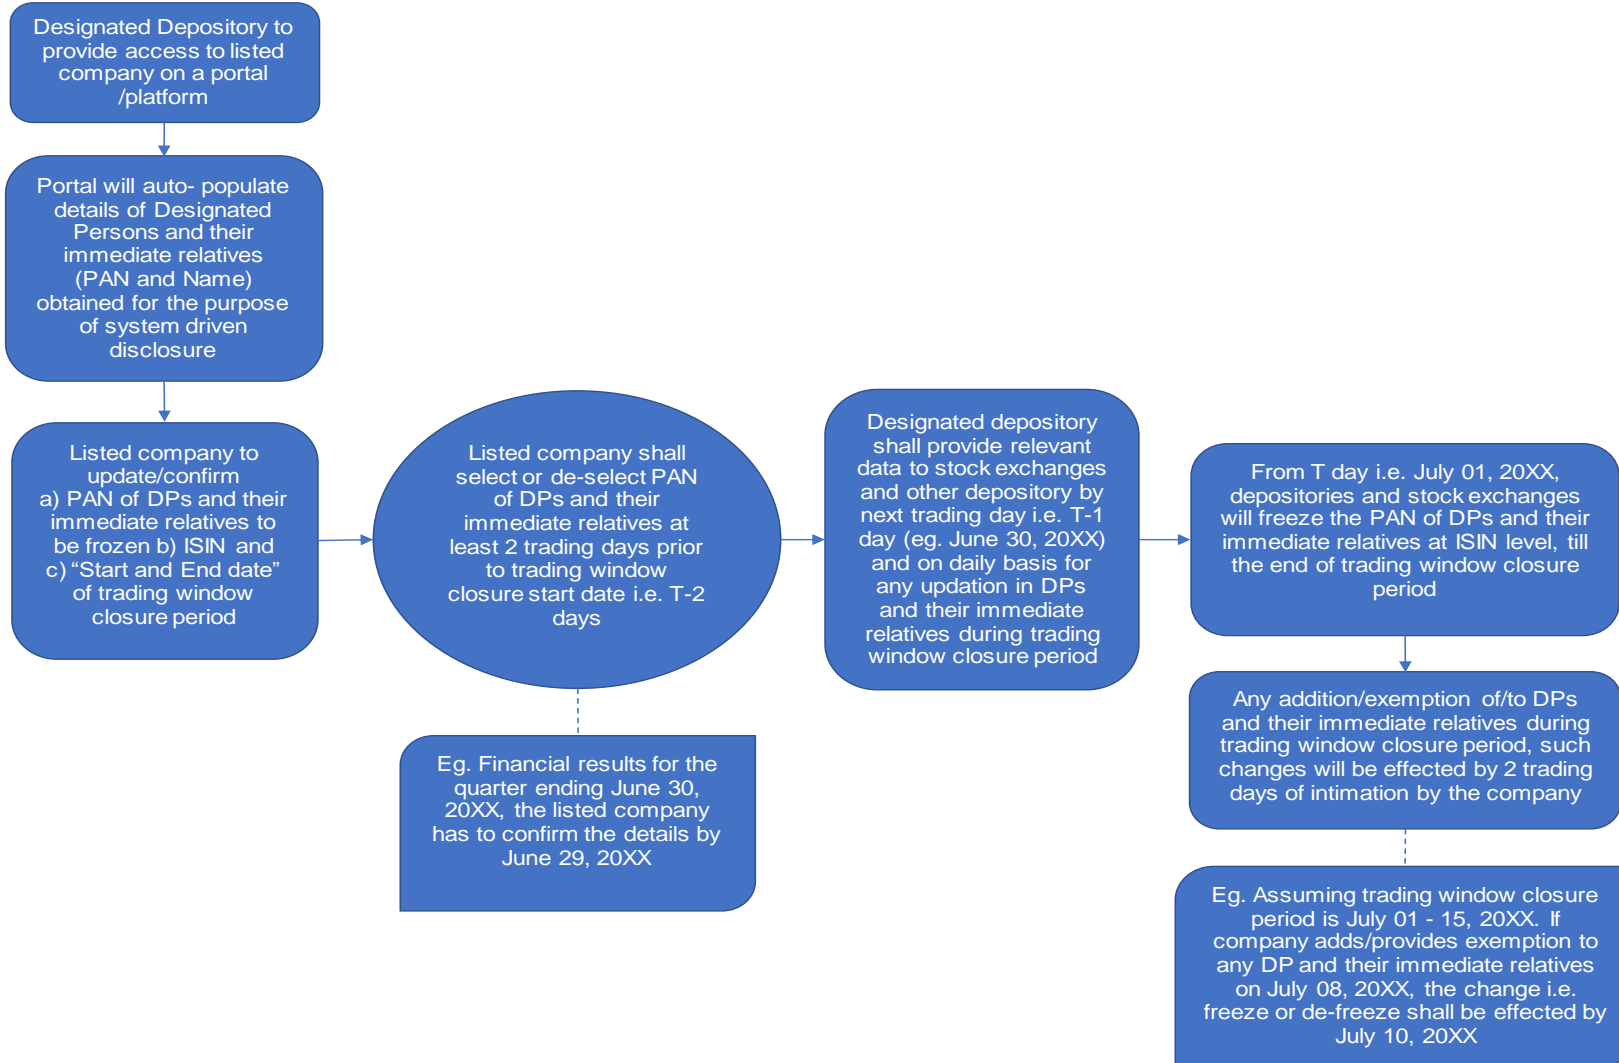 Designated Depository to
provide access to listed
company on a portal
/platform
Portal will auto- populate
details of Designated
Persons and their
immediate relatives
(PAN and Name)
obtained for the purpose
of system driven
disclosure
Listed company to
update/confirm
a) PAN of DPs and their
immediate relatives to
be frozen b) ISIN and
c) “Start and End date”
of trading window
closure period
Listed company shall
select or de-select PAN
of DPs and their
immediate relatives at
least 2 trading days prior
to trading window
closure start date i.e. T-2
days
Eg. Financial results for the
quarter ending June 30,
20XX, the listed company
has to confirm the details by
June 29, 20XX
Designated depository
shall provide relevant
data to stock exchanges
and other depository by
next trading day i.e. T-1
day (eg. June 30, 20XX)
and on daily basis for
any updation in DPs
and their immediate
relatives during trading
window closure period
From T day i.e. July 01, 20XX,
depositories and stock exchanges
will freeze the PAN of DPs and their
immediate relatives at ISIN level, till
the end of trading window closure
period
Any addition/exemption of/to DPs
and their immediate relatives during
trading window closure period, such
changes will be effected by 2 trading
days of intimation by the company
Eg. Assuming trading window closure
period is July 01 - 15, 20XX. If
company adds/provides exemption to
any DP and their immediate relatives
on July 08, 20XX, the change i.e.
freeze or de-freeze shall be effected by
July 10, 20XX